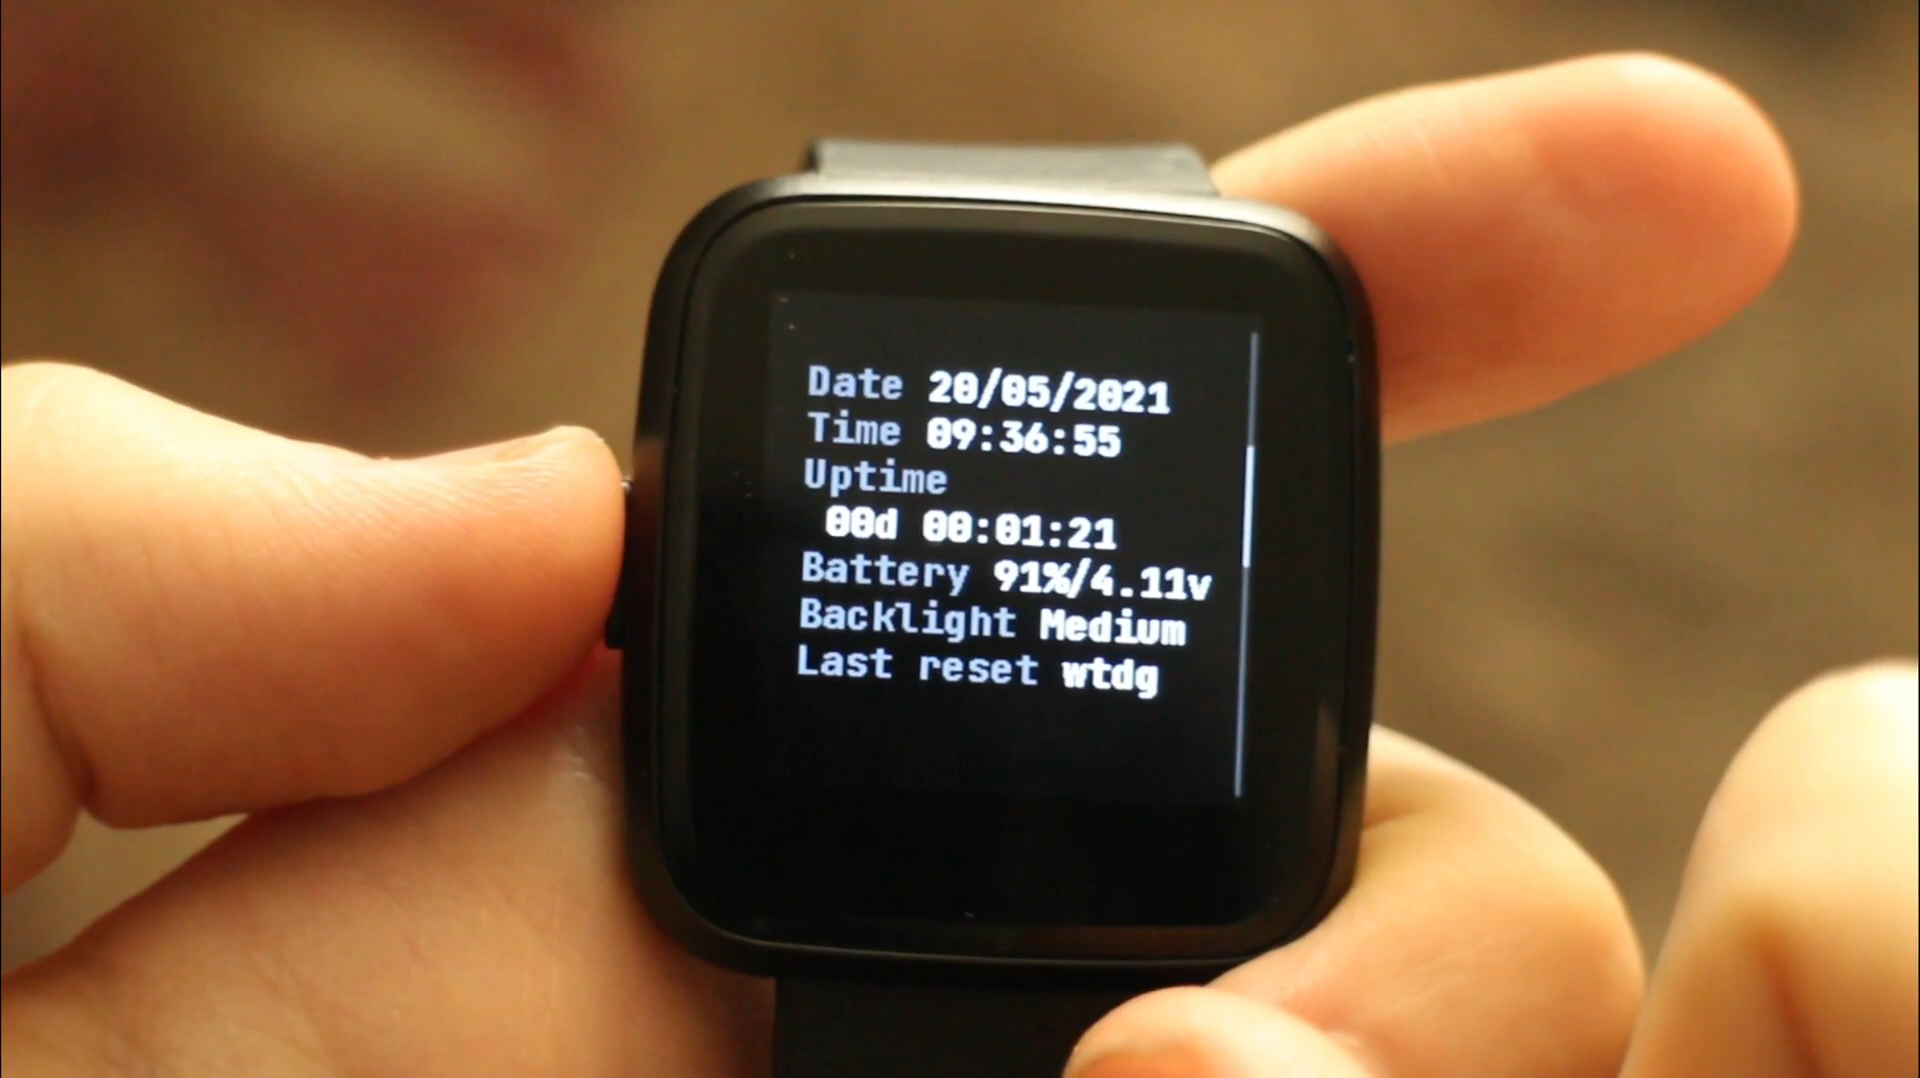 Date 20/05/2021
Time 09:36:55
Uptime
00d 00:01:21
Battery 91%/4.11v
Backlight Medium
Last reset wtdg